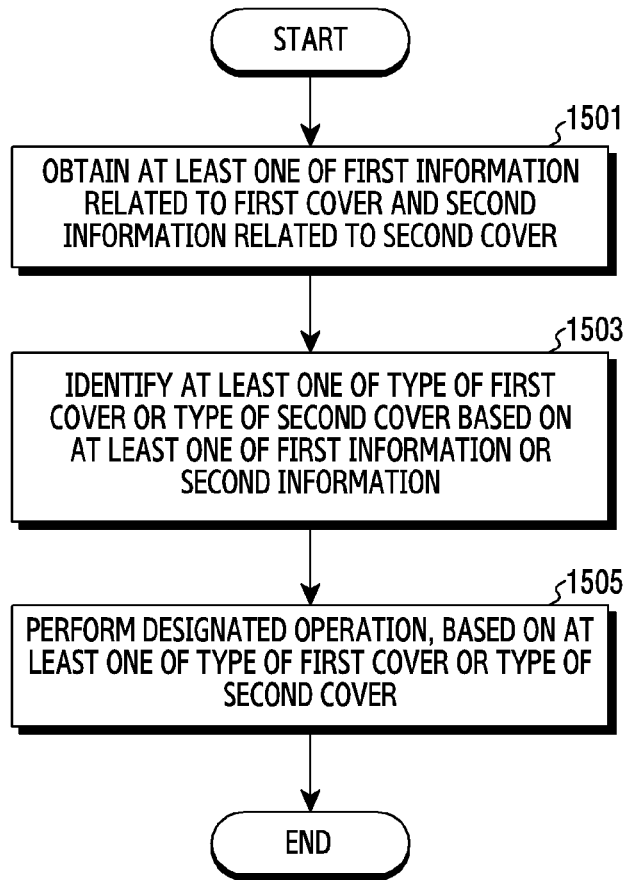 START
1501
OBTAIN AT LEAST ONE OF FIRST INFORMATION
RELATED TO FIRST COVER AND SECOND
INFORMATION RELATED TO SECOND COVER
1503
IDENTIFY AT LEAST ONE OF TYPE OF FIRST
COVER OR TYPE OF SECOND COVER BASED ON
AT LEAST ONE OF FIRST INFORMATION OR
SECOND INFORMATION
1505
PERFORM DESIGNATED OPERATION, BASED ON AT
LEAST ONE OF TYPE OF FIRST COVER OR TYPE OF
SECOND COVER
END